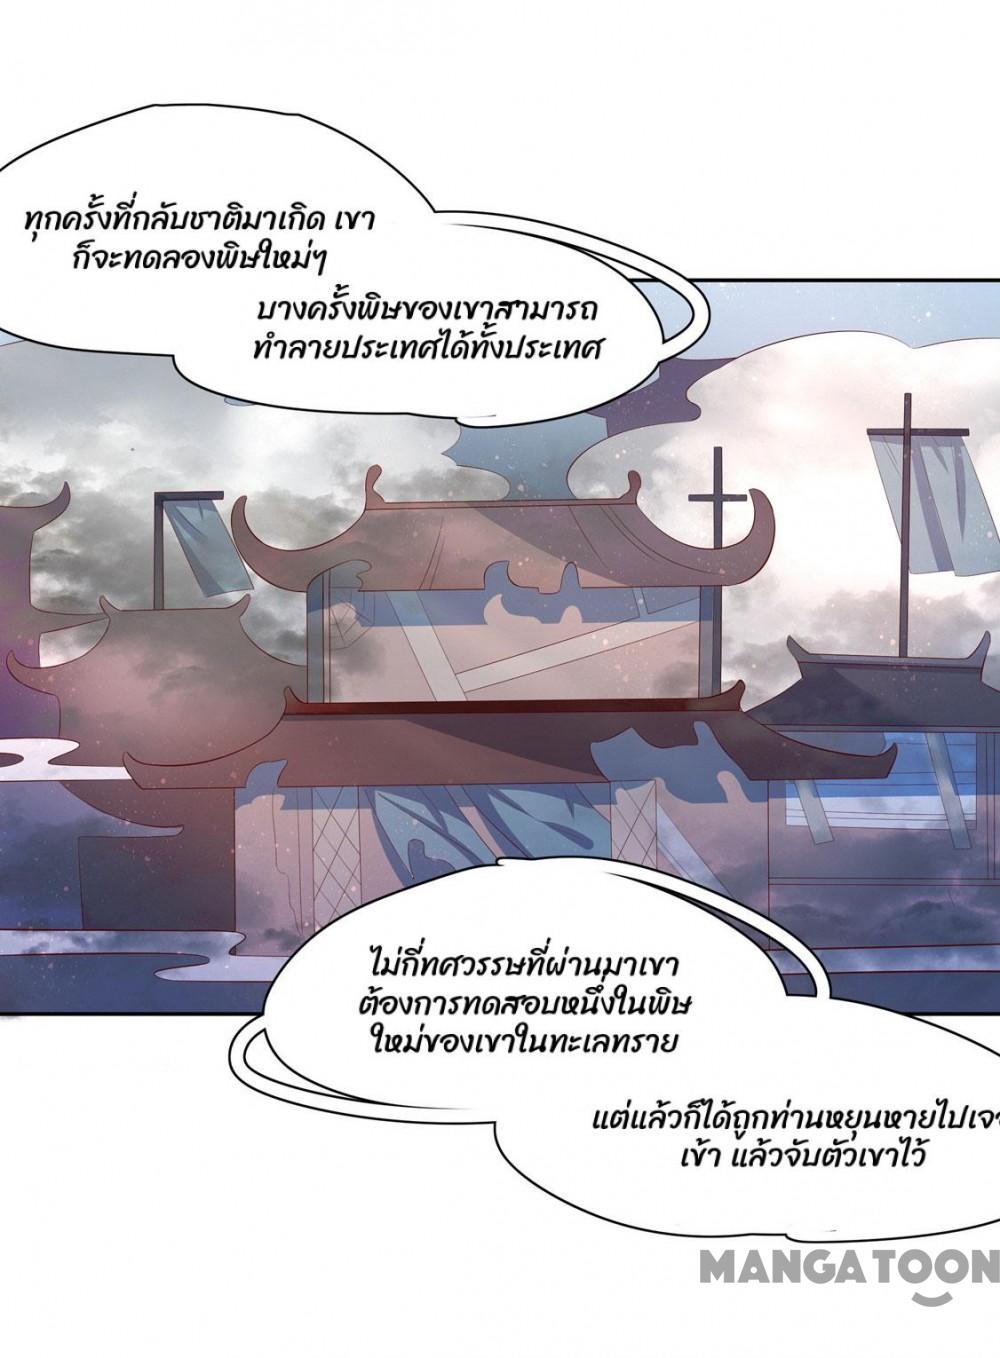 ทุกครั้งที่กลับชาติมาเกิด เขา
ก็จะทดลองพิษใหม่ๆ
บางครั้งพิษของเขาสามารถ
ทำลายประเทศได้ทั้งประเทศ
ไม่กี่ทศวรรษที่ผ่านมาเขา
ต้องการทดสอบหนึ่งในพิษ
ใหม่ของเขาในทะเลทราย
แต่แล้วก็ได้ถูกท่านหยุนหายไป
เข้า แล้วจับตัวเขาไว้
MANGATOON